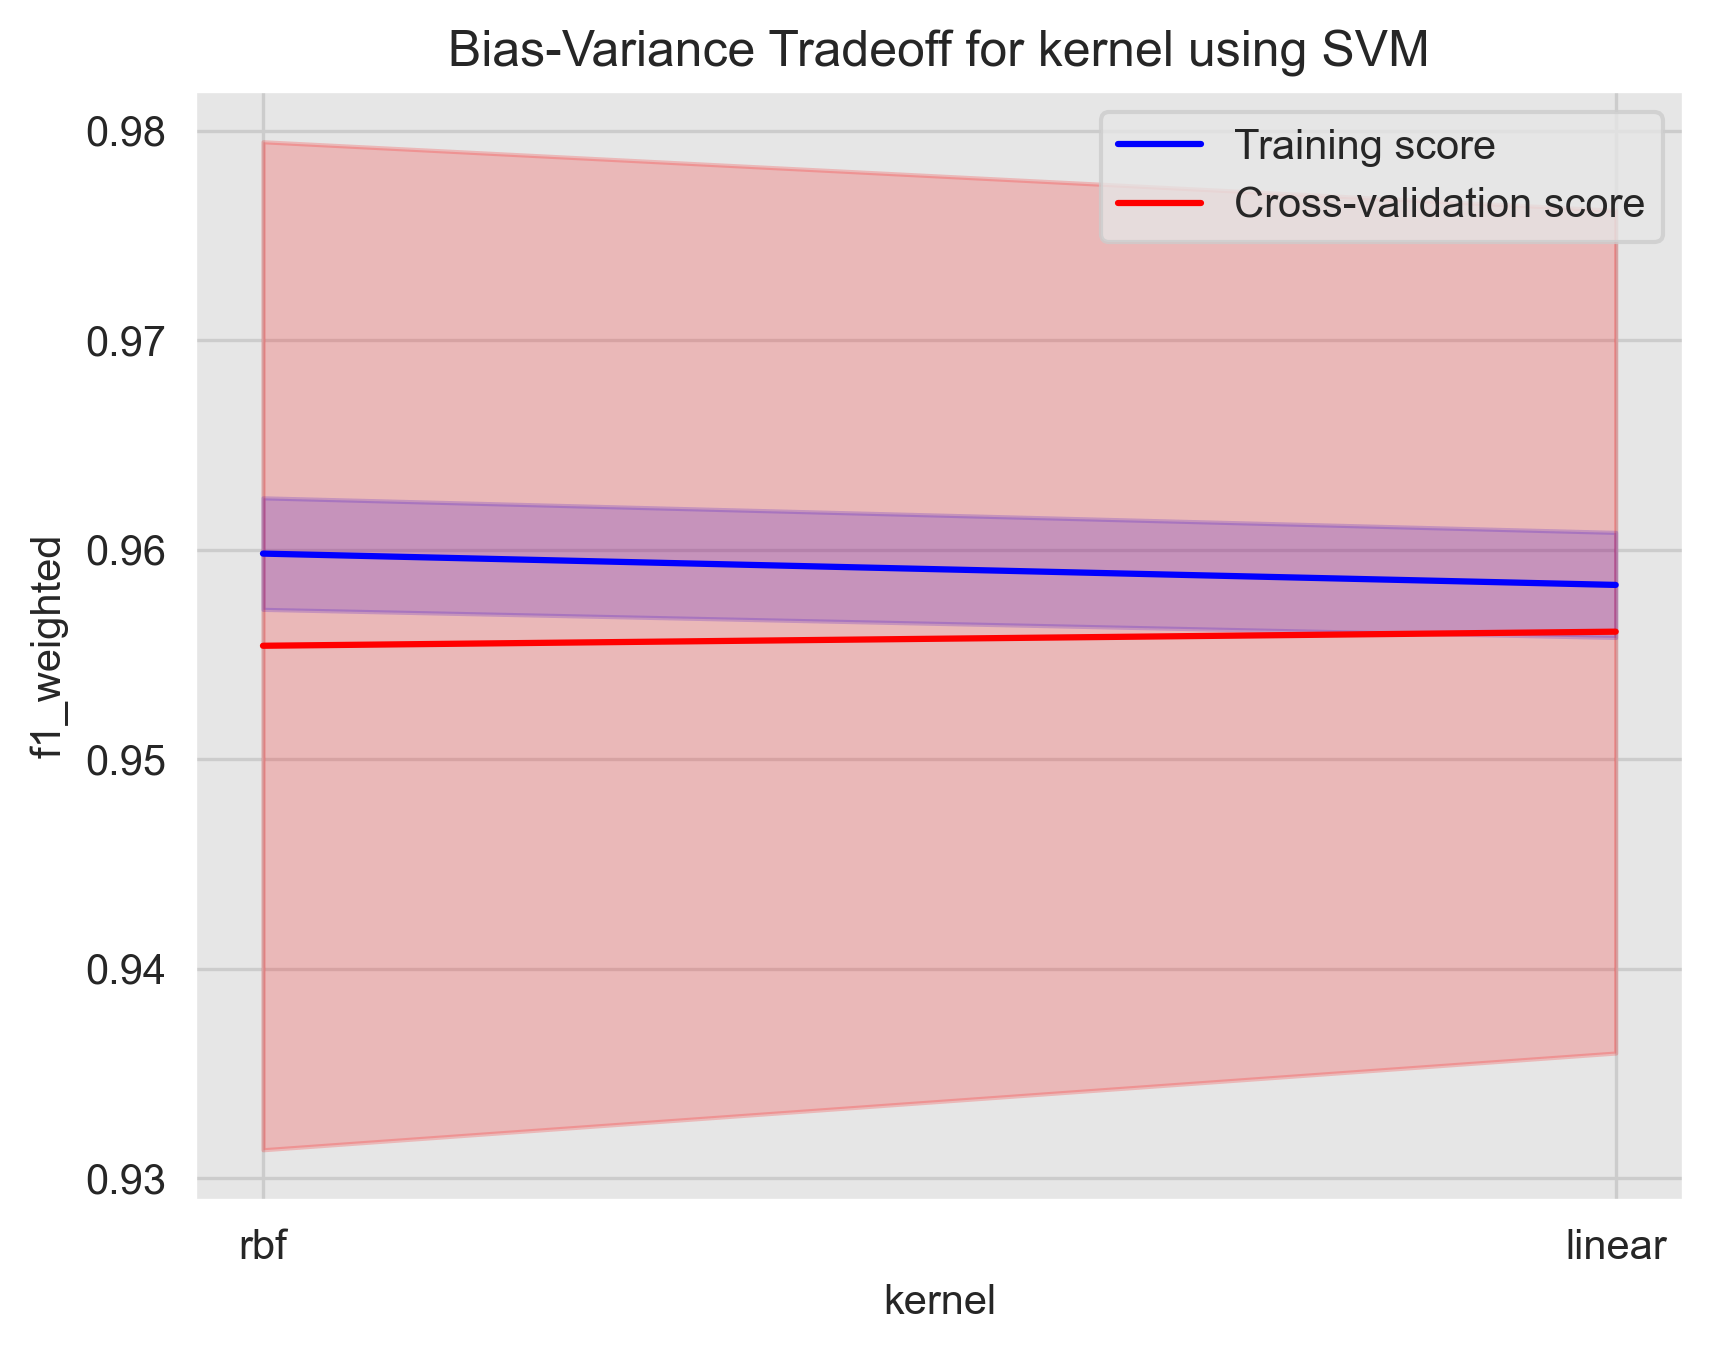 Bias-Variance Tradeoff for kernel using SVM
Training score
Cross-validation score
0.98
0.97
0.96
0.95
0.94
0.93
f1_weighted
rbf
linear
kernel